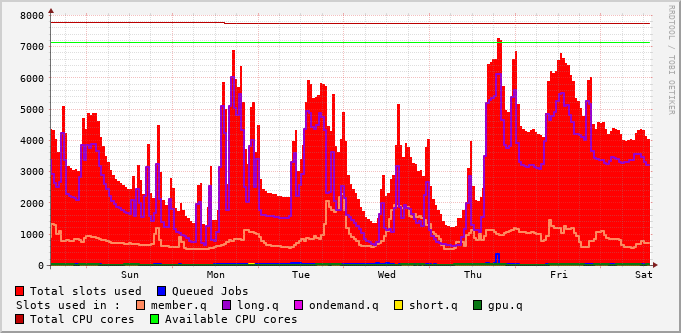 8000
7000
6000
5000
4000
3000
2000
1000
0
Sun Mon Tue Wed Thu Fri Sat
RRDTOOL / TOBI OETIKER
Total slots used Queued Jobs
Slots used in : member.q long.q ondemand.q short.q gpu.q
Total CPU cores Available CPU cores